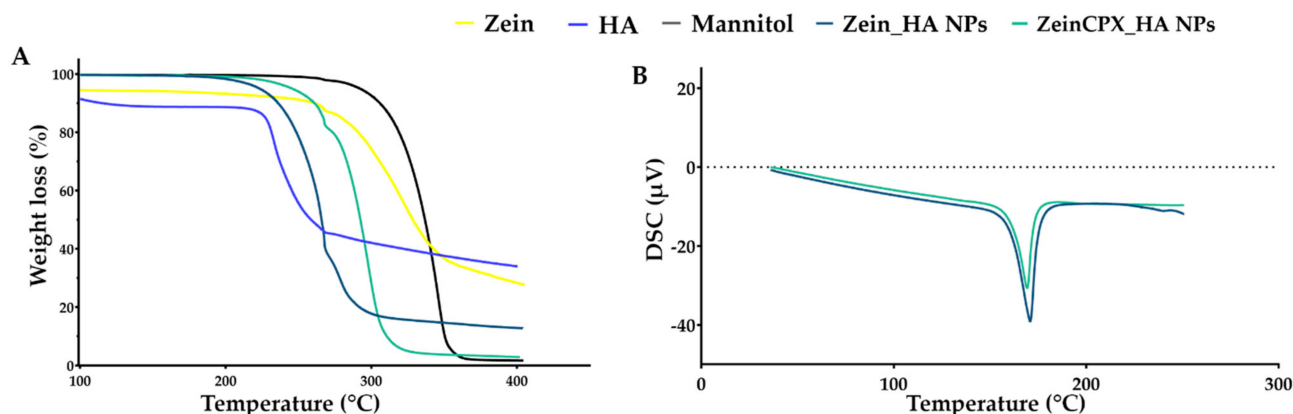 Zein HA Mannitol Zein_HA NPs ZeinCPX_HA NPs
A
100
80
60
40
20
0
Weight loss (%)
100 200 300 400
Temperature (°C)
B
20
0
-20
-40
DSC (µV)
0 100 200 300
Temperature (°C)